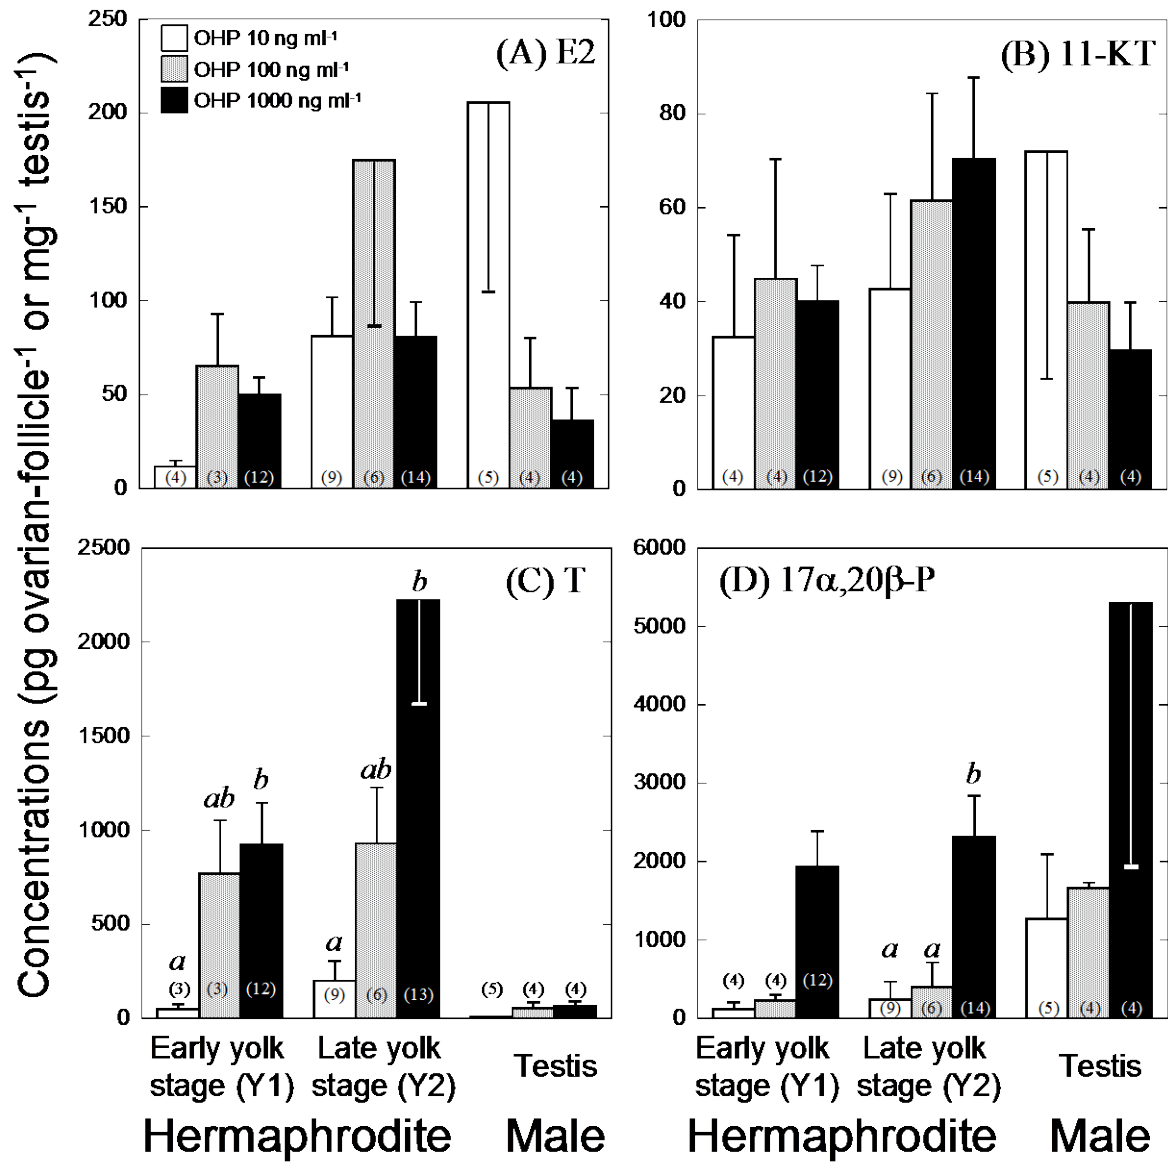 Concentrations (pg ovarian-follicle⁻¹ or mg⁻¹ testis⁻¹)
250
200
150
100
50
0
OHP 10 ng ml⁻¹
OHP 100 ng ml⁻¹
OHP 1000 ng ml⁻¹
(A) E2
(4) (3) (12) (9) (6) (14) (5) (4) (4)
100
80
60
40
20
0
(B) 11-KT
(4) (4) (12) (9) (6) (14) (5) (4) (4)
2500
2000
1500
1000
500
0
(C) T
a ab b a ab b
(3) (3) (12) (9) (6) (13) (5) (4) (4)
6000
5000
4000
3000
2000
1000
0
(D) 17α,20β-P
a a b
(4) (4) (12) (9) (6) (14) (5) (4) (4)
Early yolk
stage (Y1)
Late yolk
stage (Y2)
Testis
Hermaphrodite Male
Early yolk
stage (Y1)
Late yolk
stage (Y2)
Testis
Hermaphrodite Male